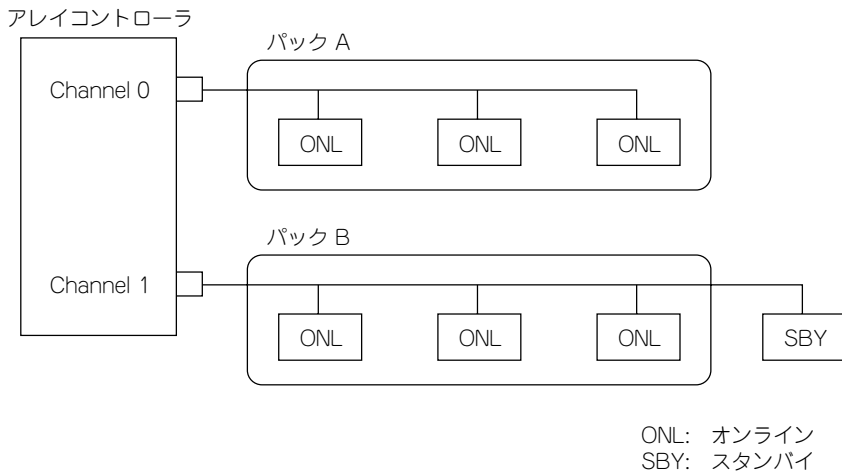 アレイコントローラ
パック A
Channel 0
ONL ONL ONL
パック B
Channel 1
ONL ONL ONL SBY
ONL: オンライン
SBY: スタンバイ